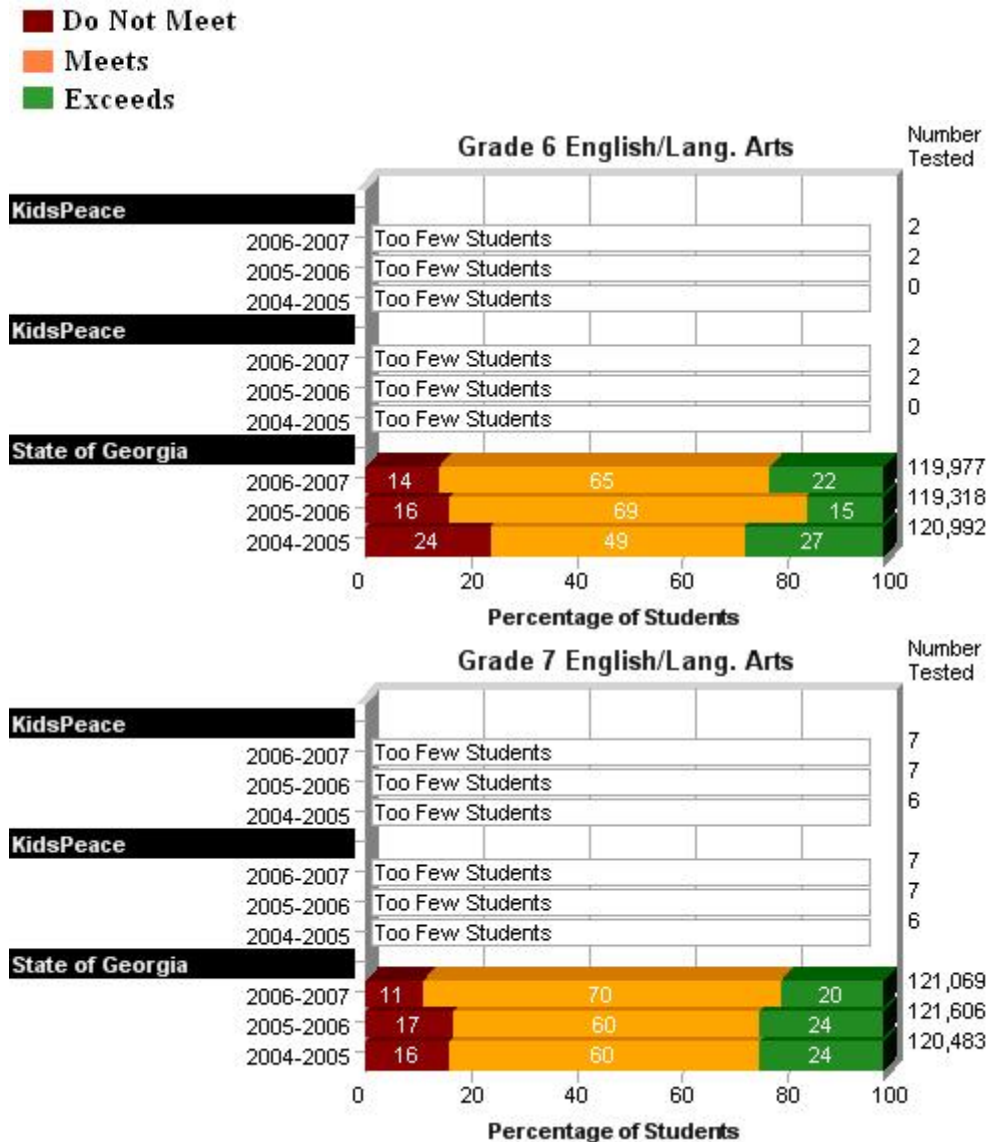 Do Not Meet
Meets
Exceeds
Grade 6 English/Lang. Arts
Number
Tested
KidsPeace
2006-2007 Too Few Students 2
2005-2006 Too Few Students 2
2004-2005 Too Few Students 0
KidsPeace
2006-2007 Too Few Students 2
2005-2006 Too Few Students 2
2004-2005 Too Few Students 0
State of Georgia
2006-2007 14 65 22 119,977
2005-2006 16 69 15 119,318
2004-2005 24 49 27 120,992
0 20 40 60 80 100
Percentage of Students
Grade 7 English/Lang. Arts
Number
Tested
KidsPeace
2006-2007 Too Few Students 7
2005-2006 Too Few Students 7
2004-2005 Too Few Students 6
KidsPeace
2006-2007 Too Few Students 7
2005-2006 Too Few Students 7
2004-2005 Too Few Students 6
State of Georgia
2006-2007 11 70 20 121,069
2005-2006 17 60 24 121,606
2004-2005 16 60 24 120,483
0 20 40 60 80 100
Percentage of Students